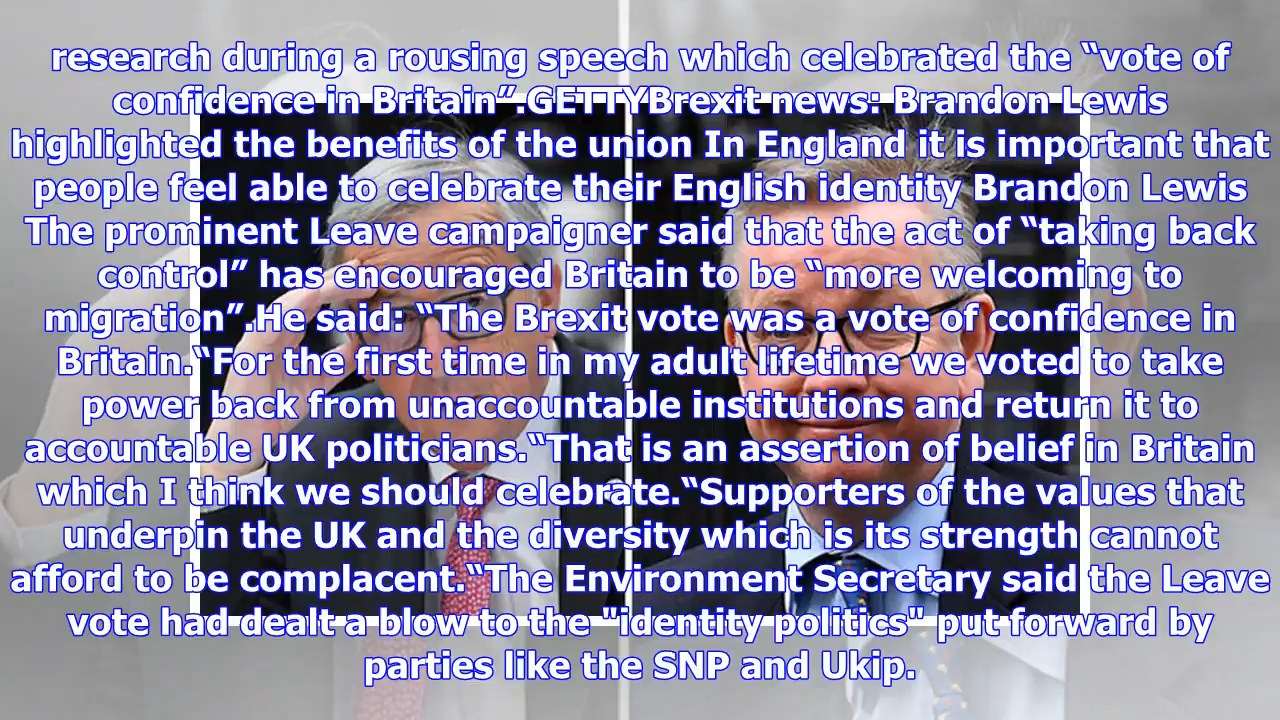 research during a rousing speech which celebrated the “vote of
confidence in Britain”.GETTYBrexit news: Brandon Lewis
highlighted the benefits of the union In England it is important that
people feel able to celebrate their English identity Brandon Lewis
The prominent Leave campaigner said that the act of “taking back
control” has encouraged Britain to be “more welcoming to
migration”.He said: “The Brexit vote was a vote of confidence in
Britain.“For the first time in my adult lifetime we voted to take
power back from unaccountable institutions and return it to
accountable UK politicians.“That is an assertion of belief in Britain
which I think we should celebrate.“Supporters of the values that
underpin the UK and the diversity which is its strength cannot
afford to be complacent.“The Environment Secretary said the Leave
vote had dealt a blow to the "identity politics" put forward by
parties like the SNP and Ukip.